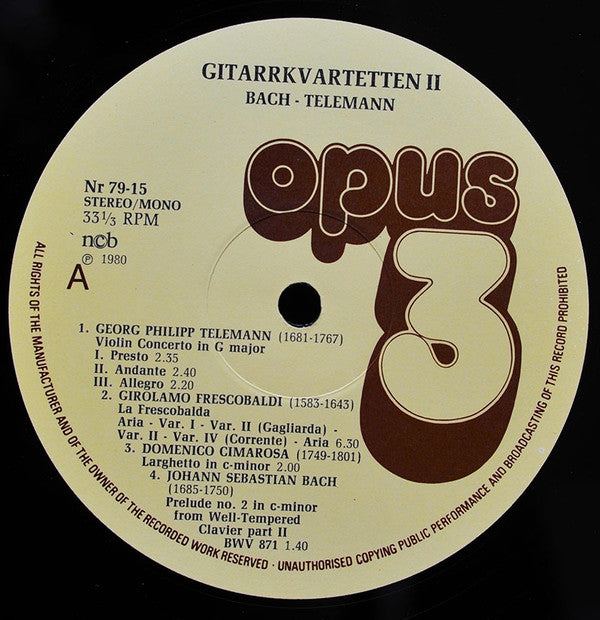 GITARRKVARTETTEN II
BACH - TELEMANN
opus
3
Nr 79-15
STEREO/MONO
33⅓ RPM
ncb
℗ 1980
A
1. GEORG PHILIPP TELEMANN (1681-1767)
Violin Concerto in G major
I. Presto 2.35
II. Andante 2.40
III. Allegro 2.20
2. GIROLAMO FRESCOBALDI (1583-1643)
La Frescobalda
Aria - Var. I - Var. II (Gagliarda) -
Var. II - Var. IV (Corrente) - Aria 6.30
3. DOMENICO CIMAROSA (1749-1801)
Larghetto in c-minor 2.00
4. JOHANN SEBASTIAN BACH
(1685-1750)
Prelude no. 2 in c-minor
from Well-Tempered
Clavier part II
BWV 871 1.40
ALL RIGHTS OF THE MANUFACTURER AND OF THE OWNER OF THE RECORDED WORK RESERVED · UNAUTHORISED COPYING PUBLIC PERFORMANCE AND BROADCASTING OF THIS RECORD PROHIBITED